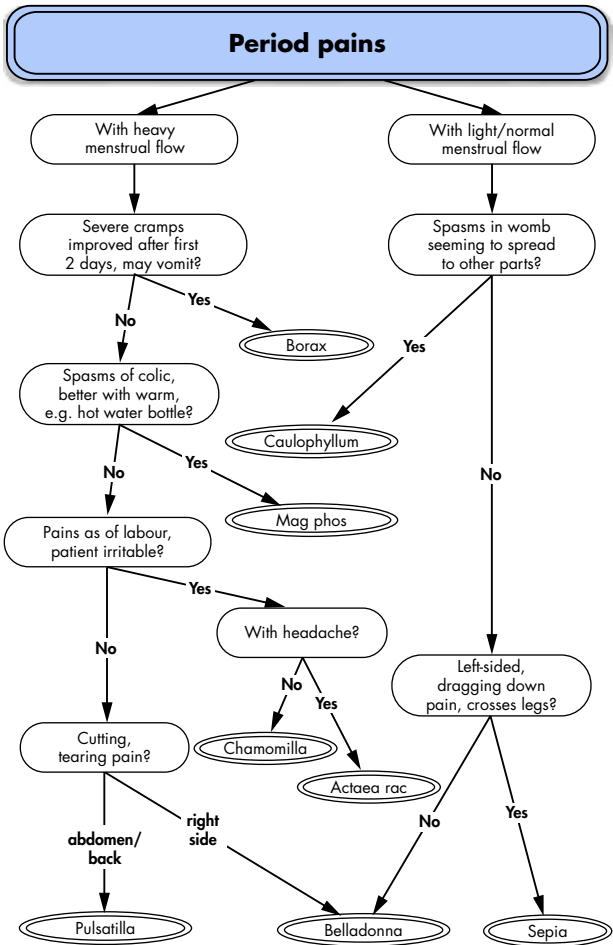 Period pains
With heavy
menstrual flow
With light/normal
menstrual flow
Severe cramps
improved after first
2 days, may vomit?
Spasms in womb
seeming to spread
to other parts?
Yes
No
Borax
Yes
Spasms of colic,
better with warm,
e.g. hot water bottle?
Caulophyllum
Yes
No
No
Mag phos
Pains as of labour,
patient irritable?
Yes
With headache?
No
Left-sided,
dragging down
pain, crosses legs?
No
Yes
Cutting,
tearing pain?
Chamomilla
Actaea rac
right
side
No
Yes
abdomen/
back
Pulsatilla
Belladonna
Sepia